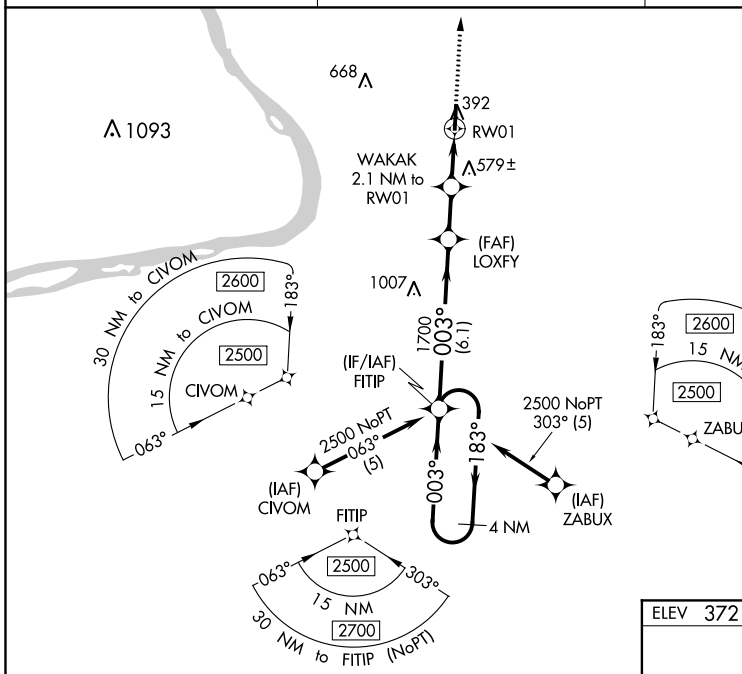 668
392
1093
RW01
WAKAK
2.1 NM to
RW01
579±
(FAF)
LOXFY
30 NM to CIVOM
2600
183°
15 NM to CIVOM
2500
CIVOM
063°
1007
1700
003°
(6.1)
(IF/IAF)
FITIP
2600
183°
15 NM
2500
ZABU
2500 NoPT
063°
(5)
2500 NoPT
303° (5)
(IAF)
CIVOM
003°
183°
(IAF)
ZABUX
4 NM
FITIP
063°
2500
303°
15 NM
2700
30 NM to FITIP (NoPT)
ELEV 372